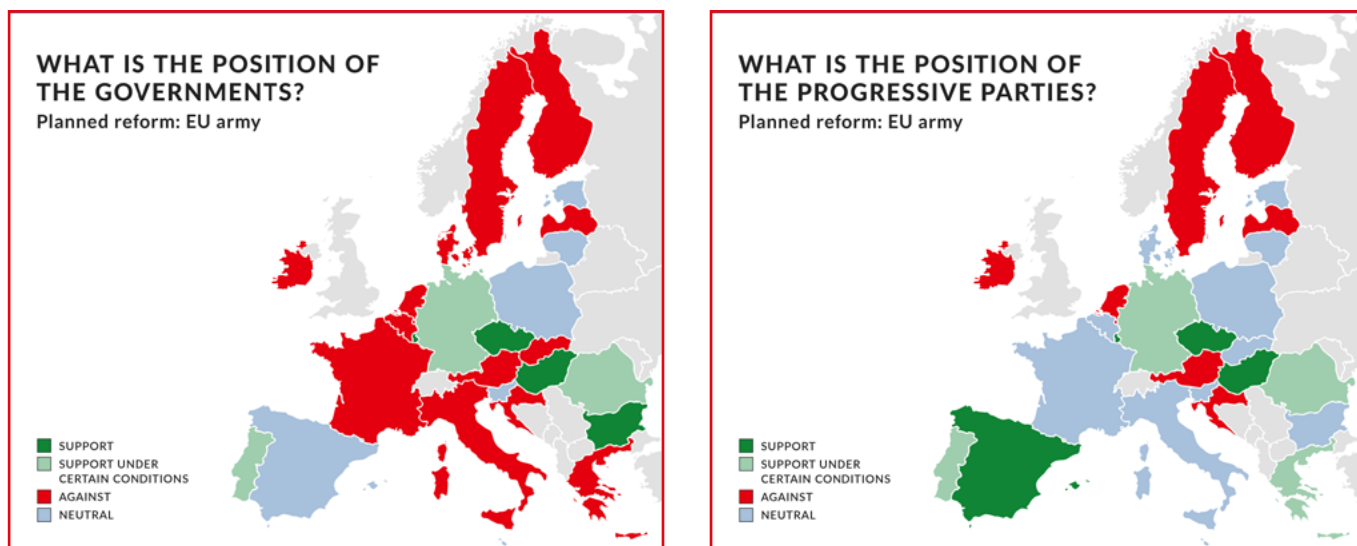 WHAT IS THE POSITION OF
THE GOVERNMENTS?
Planned reform: EU army
SUPPORT
SUPPORT UNDER
CERTAIN CONDITIONS
AGAINST
NEUTRAL
WHAT IS THE POSITION OF
THE PROGRESSIVE PARTIES?
Planned reform: EU army
SUPPORT
SUPPORT UNDER
CERTAIN CONDITIONS
AGAINST
NEUTRAL